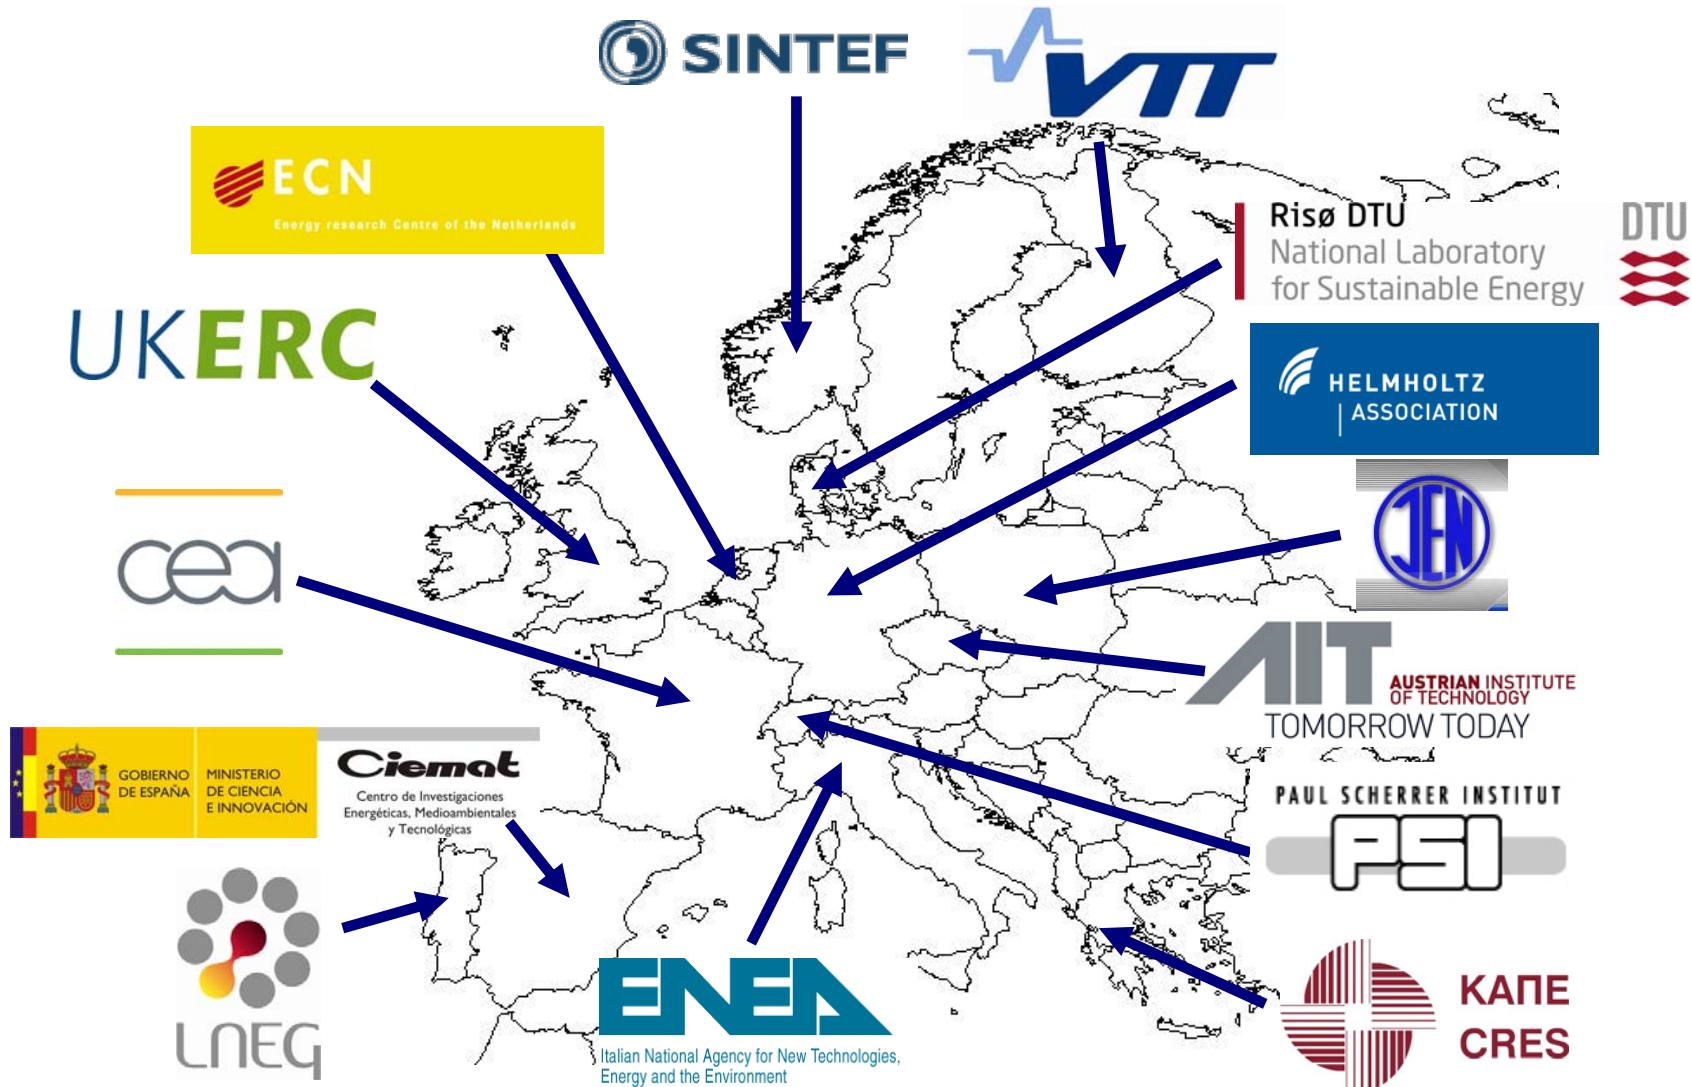 SINTEF
VTT
ECN
Energy research Centre of the Netherlands
Risø DTU
National Laboratory
for Sustainable Energy
DTU
UKERC
HELMHOLTZ
ASSOCIATION
cea
JEN
AIT
AUSTRIAN INSTITUTE
OF TECHNOLOGY
TOMORROW TODAY
GOBIERNO
DE ESPAÑA
MINISTERIO
DE CIENCIA
E INNOVACIÓN
Ciemat
Centro de Investigaciones
Energéticas, Medioambientales
y Tecnológicas
PAUL SCHERRER INSTITUT
PSI
LNEG
ENEA
Italian National Agency for New Technologies,
Energy and the Environment
ΚΑΠΕ
CRES